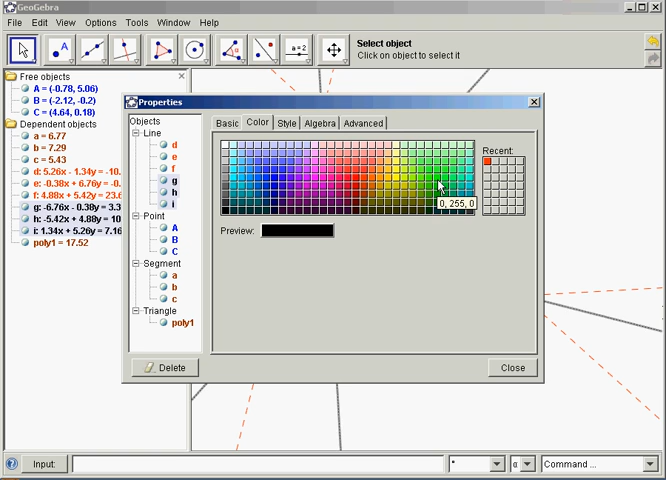 GeoGebra
File Edit View Options Tools Window Help
A
a = 2
Select object
Click on object to select it
Free objects
A = (-0.78, 5.06)
B = (-2.12, -0.2)
C = (4.64, 0.18)
Dependent objects
a = 6.77
b = 7.29
c = 5.43
d: 5.26x - 1.34y = -10.
e: -0.38x + 6.76y = -0.
f: 4.88x + 5.42y = 23.6
g: -6.76x - 0.38y = 3.3
h: -5.42x + 4.88y = 10
i: 1.34x + 5.26y = 7.16
poly1 = 17.52
Properties
Objects
Line
d
e
f
g
h
i
Point
A
B
C
Segment
a
b
c
Triangle
poly1
Delete
Basic Color Style Algebra Advanced
Recent:
0, 255, 0
Preview:
Close
Input:
°
α
Command ...